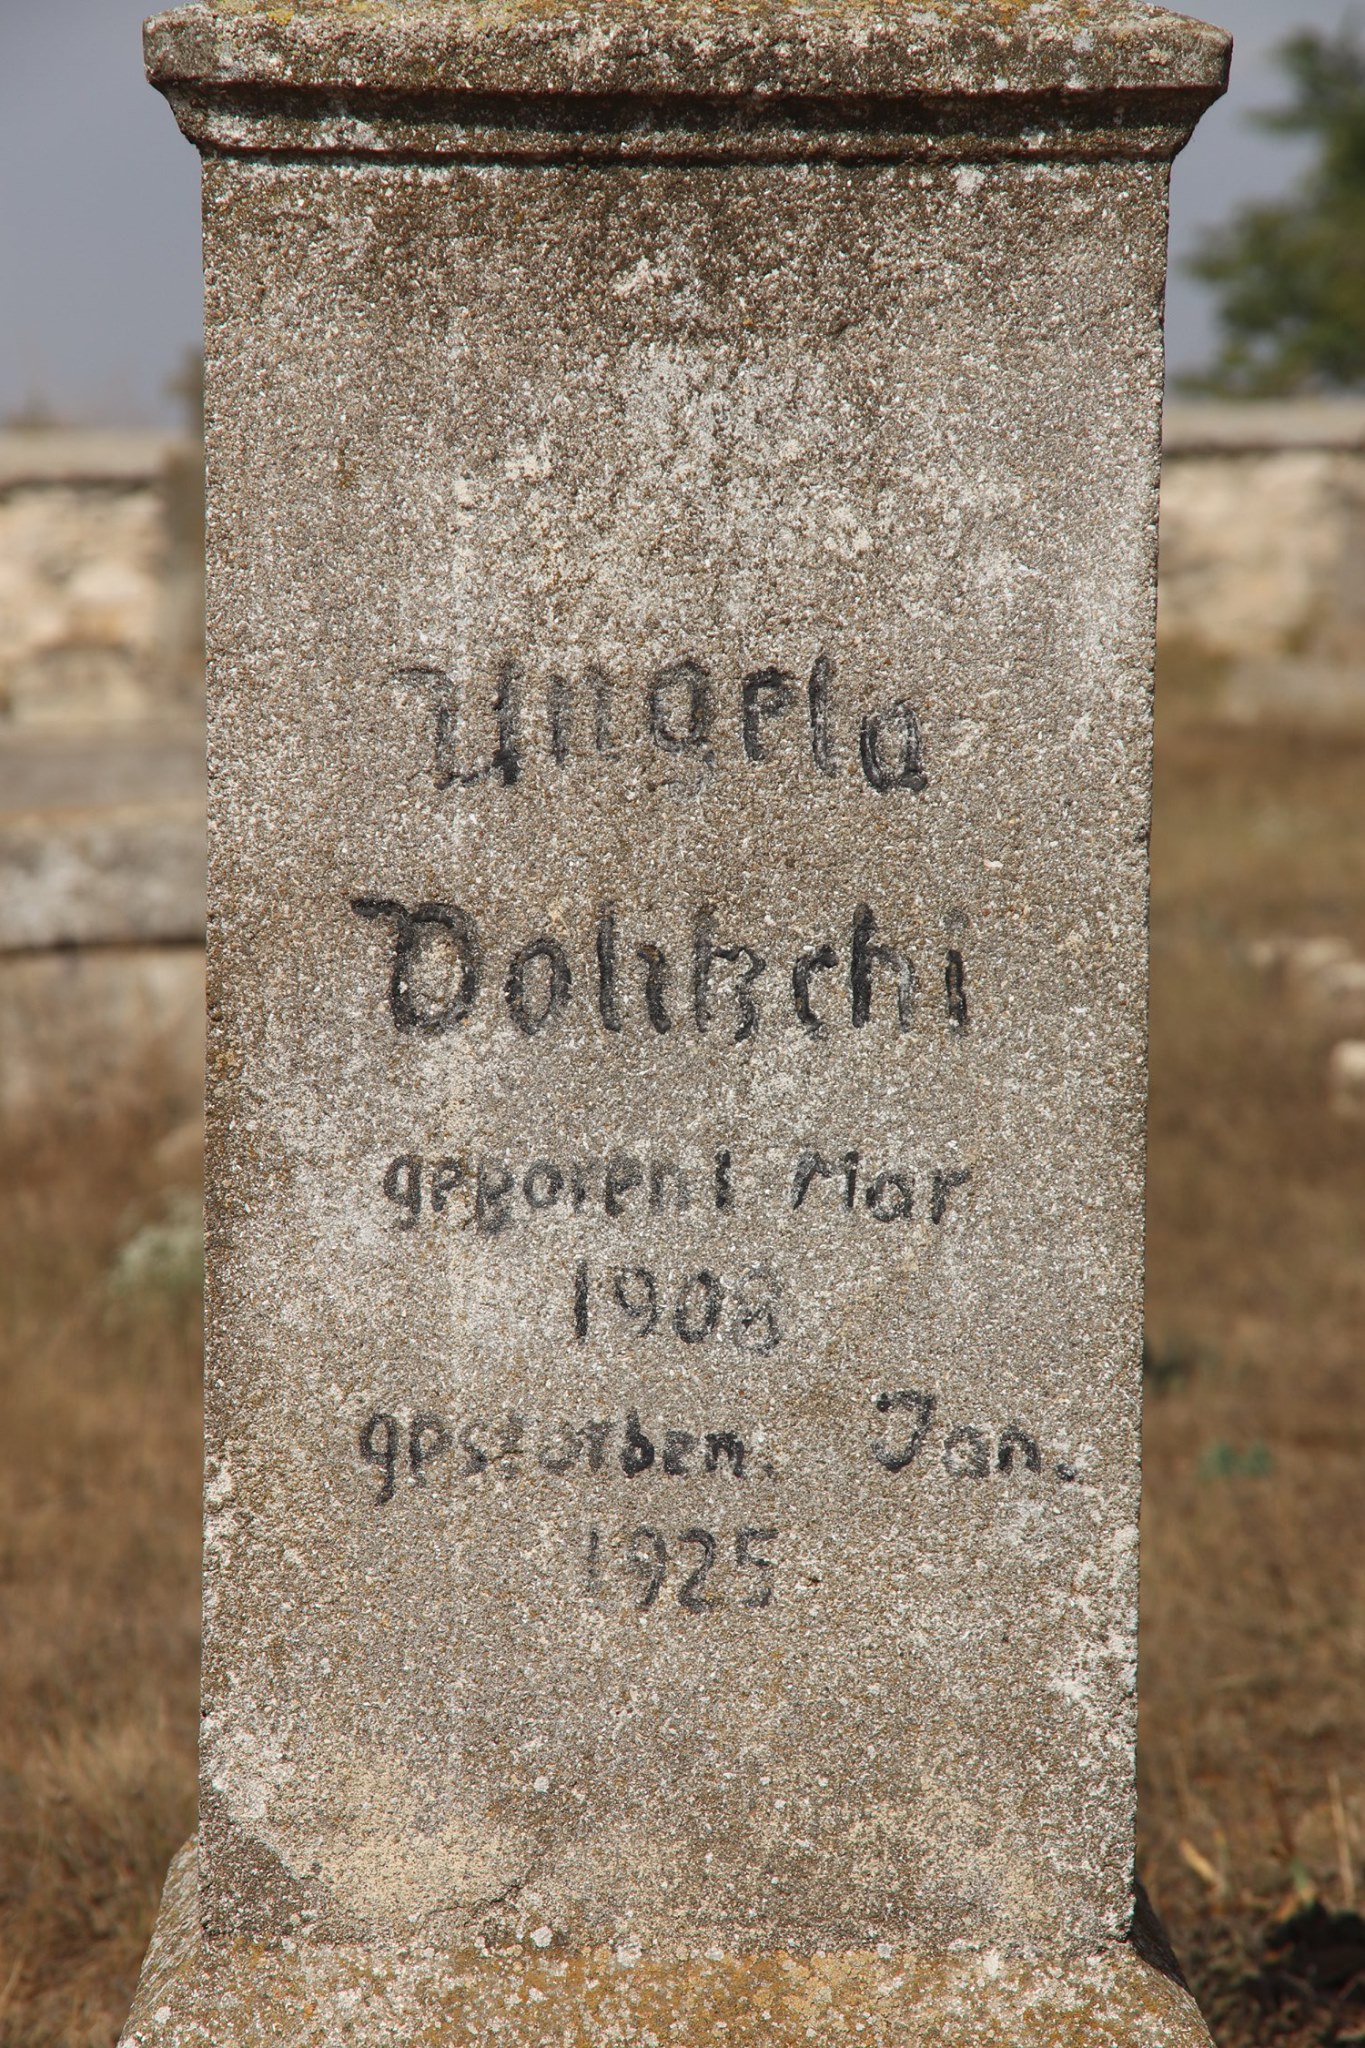 Angela
Dolitzchi
geboren 1 Mar
1908
gestorben. Jan.
1925